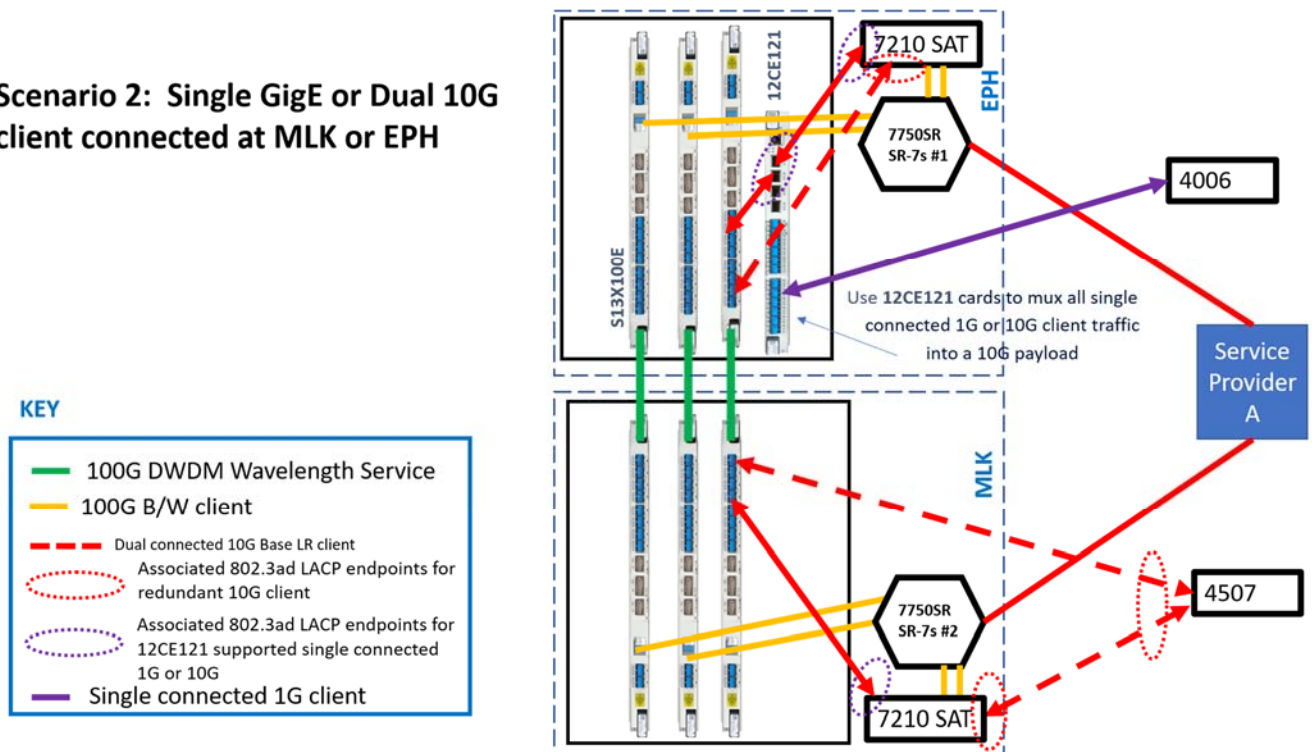 Scenario 2: Single GigE or Dual 10G
client connected at MLK or EPH
12CE121
7210 SAT
EPH
7750SR
SR-7s #1
4006
S13X100E
Use 12CE121 cards to mux all single
connected 1G or 10G client traffic
into a 10G payload
Service
Provider
A
KEY
100G DWDM Wavelength Service
100G B/W client
Dual connected 10G Base LR client
Associated 802.3ad LACP endpoints for
redundant 10G client
Associated 802.3ad LACP endpoints for
12CE121 supported single connected
1G or 10G
Single connected 1G client
MLK
7750SR
SR-7s #2
4507
7210 SAT